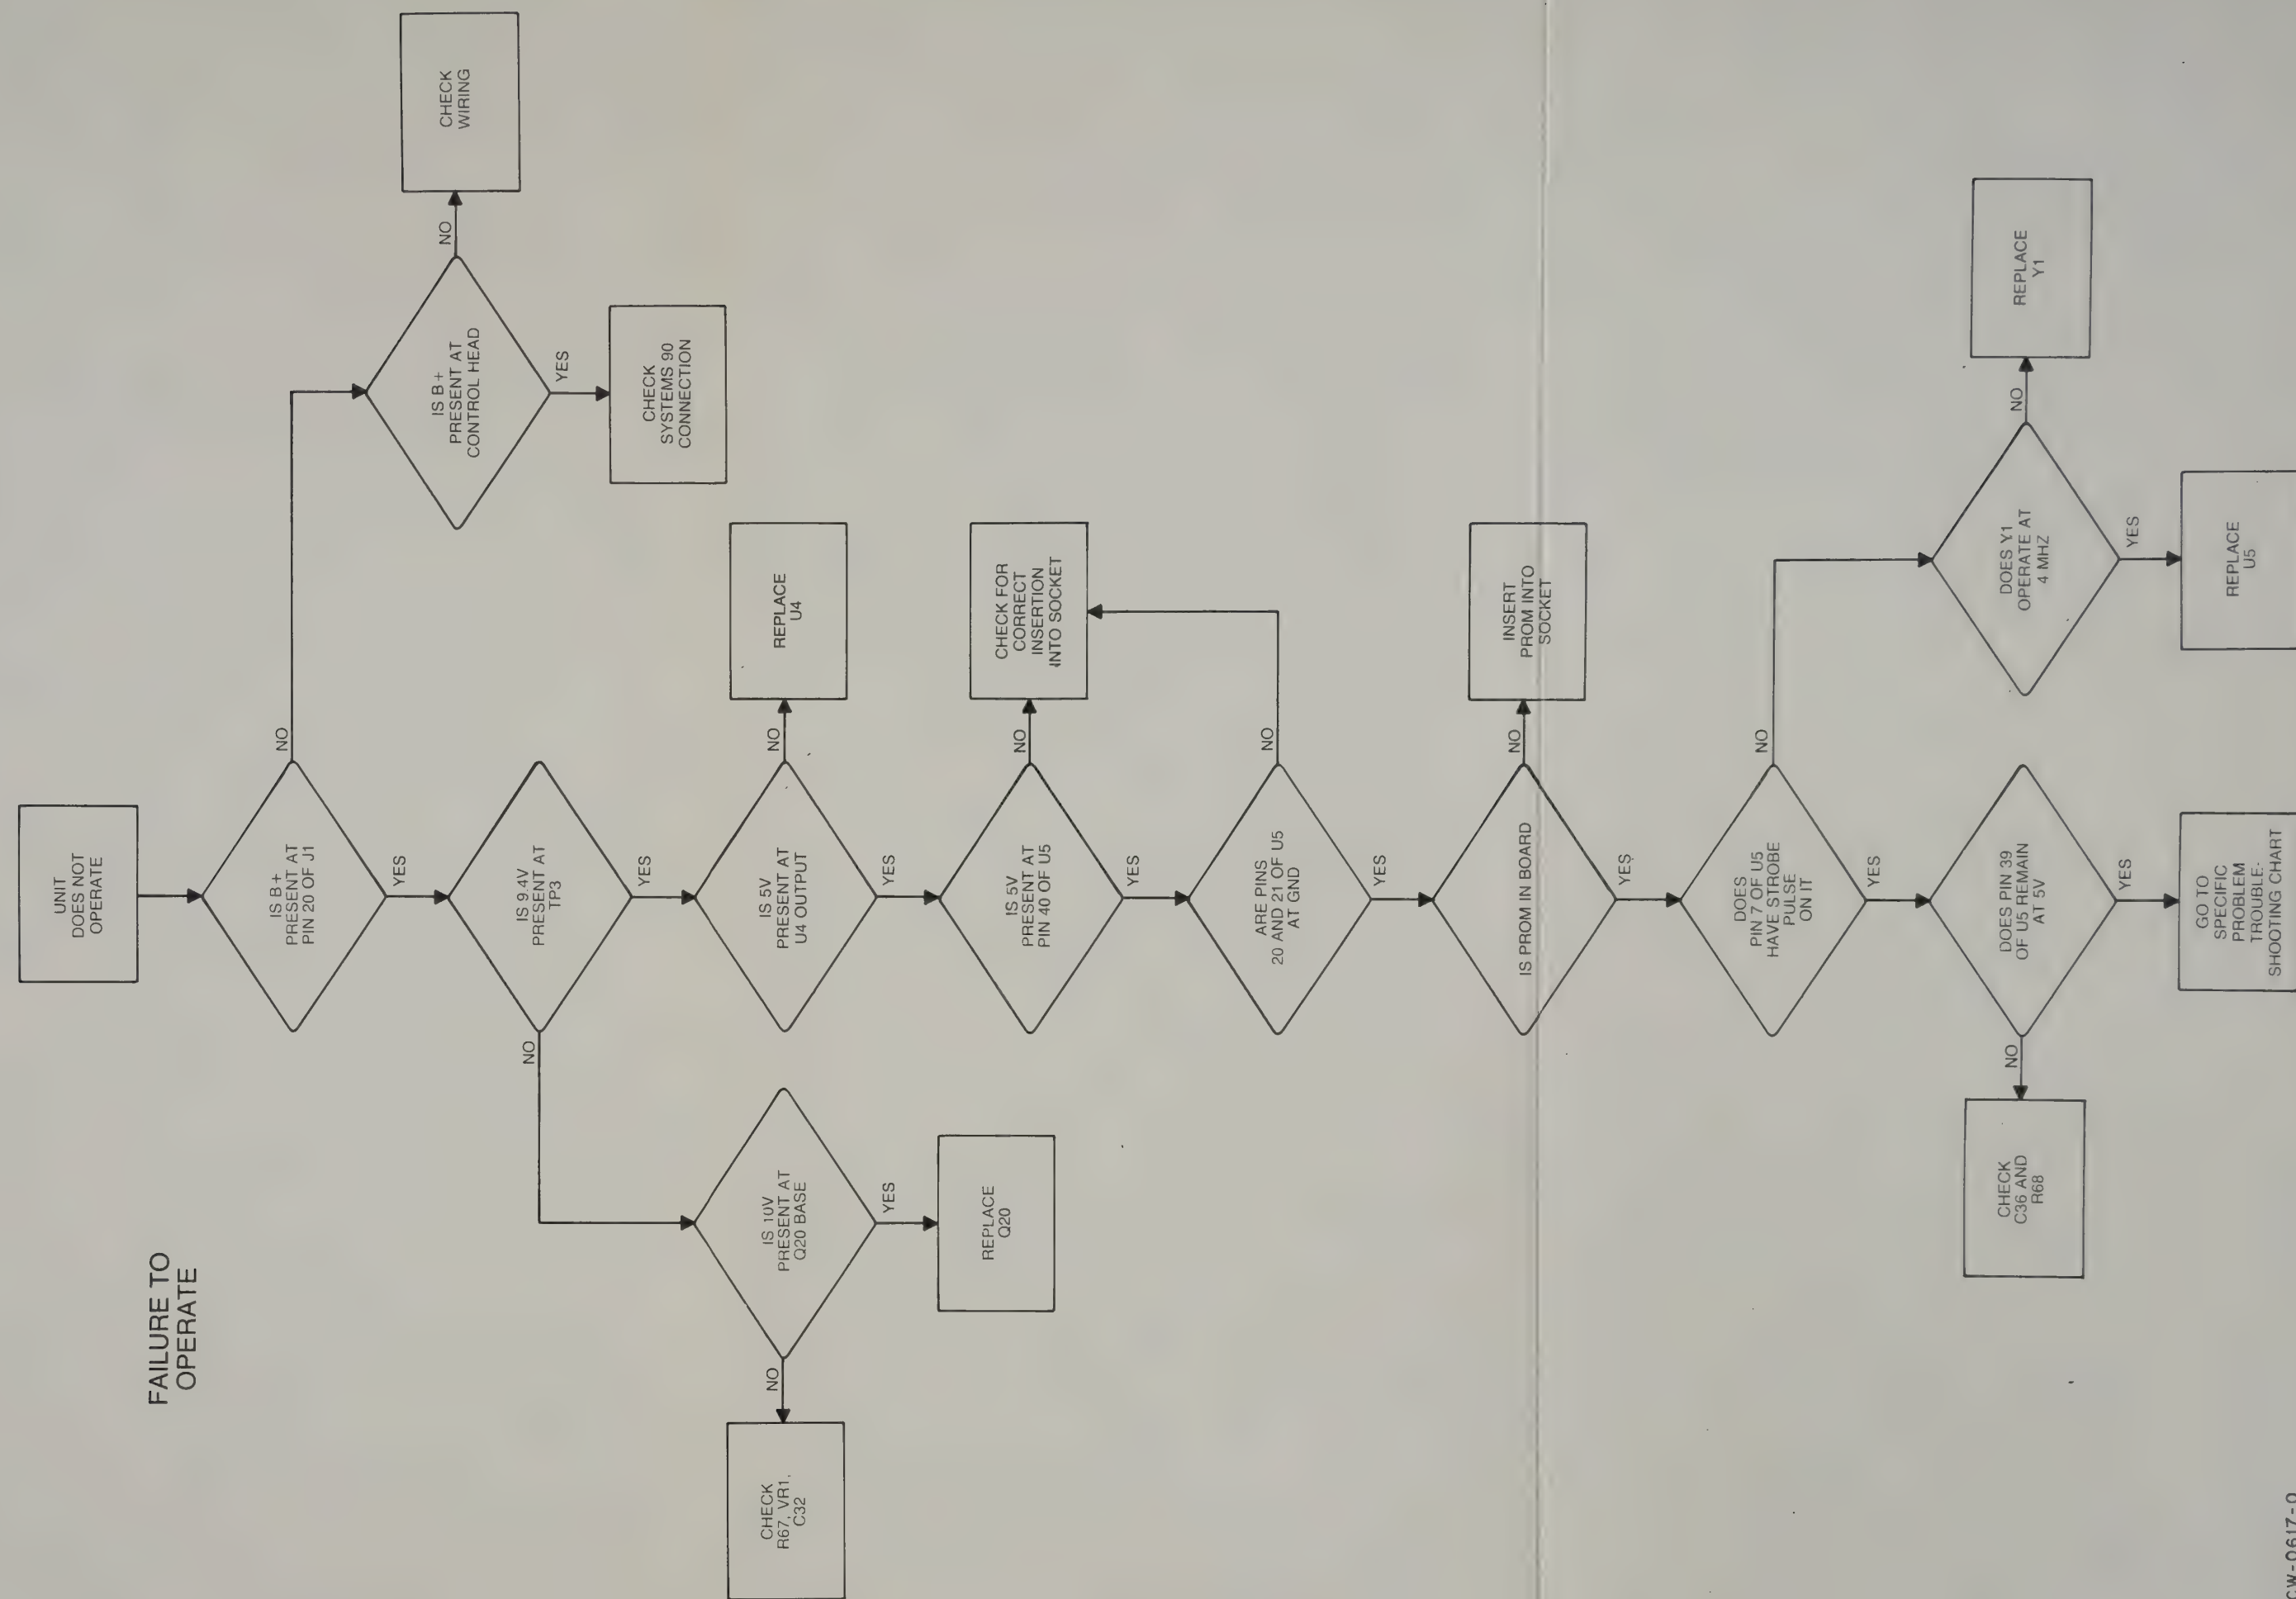 FAILURE TO
OPERATE
UNIT
DOES NOT
OPERATE
IS B+
PRESENT AT
PIN 20 OF J1
NO
YES
IS B+
PRESENT AT
CONTROL HEAD
NO
CHECK
WIRING
YES
CHECK
SYSTEMS 90
CONNECTION
IS 9.4V
PRESENT AT
TP3
NO
YES
IS 10V
PRESENT AT
Q20 BASE
NO
CHECK
R67, VR1,
C32
YES
REPLACE
Q20
IS 5V
PRESENT AT
U4 OUTPUT
NO
REPLACE
U4
YES
IS 5V
PRESENT AT
PIN 40 OF U5
NO
CHECK FOR
CORRECT
INSERTION
INTO SOCKET
YES
ARE PINS
20 AND 21 OF U5
AT GND
NO
YES
IS PROM IN BOARD
NO
INSERT
PROM INTO
SOCKET
YES
DOES
PIN 7 OF U5
HAVE STROBE
PULSE
ON IT
NO
YES
DOES Y1
OPERATE AT
4 MHZ
NO
REPLACE
Y1
YES
REPLACE
U5
DOES PIN 39
OF U5 REMAIN
AT 5V
NO
CHECK
C36 AND
R68
YES
GO TO
SPECIFIC
PROBLEM
TROUBLE-
SHOOTING CHART
CW-0617-0